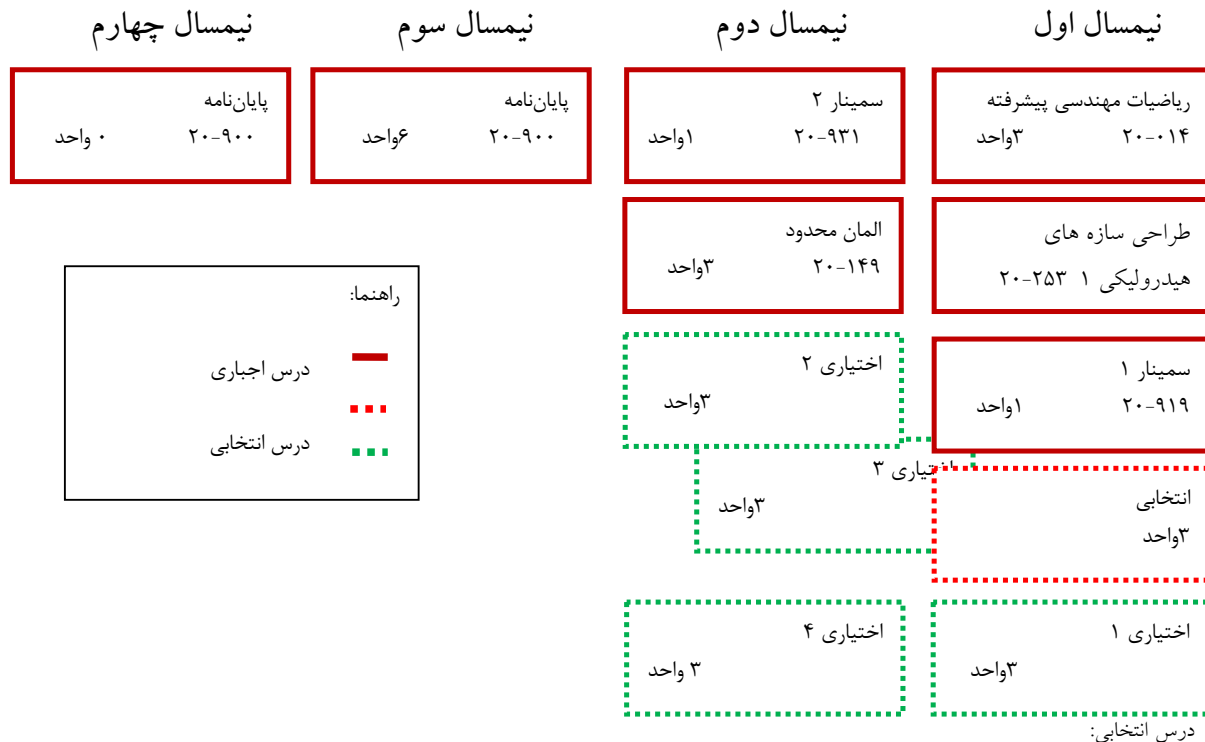 نیمسال اول
نیمسال دوم
نیمسال سوم
نیمسال چهارم
ریاضیات مهندسی پیشرفته
۲۰-۰۱۴ ۳واحد
سمینار ۲
۲۰-۹۳۱ ۱واحد
پایان‌نامه
۲۰-۹۰۰ ۶واحد
پایان‌نامه
۲۰-۹۰۰ ۰ واحد
طراحی سازه های
هیدرولیکی ۱ ۲۵۳-۲۰
المان محدود
۲۰-۱۴۹ ۳واحد
راهنما:
درس اجباری
درس انتخابی
سمینار ۱
۲۰-۹۱۹ ۱واحد
اختیاری ۲
۳واحد
اختیاری ۳
۳واحد
انتخابی
۳واحد
اختیاری ۱
۳واحد
اختیاری ۴
۳ واحد
درس انتخابی: